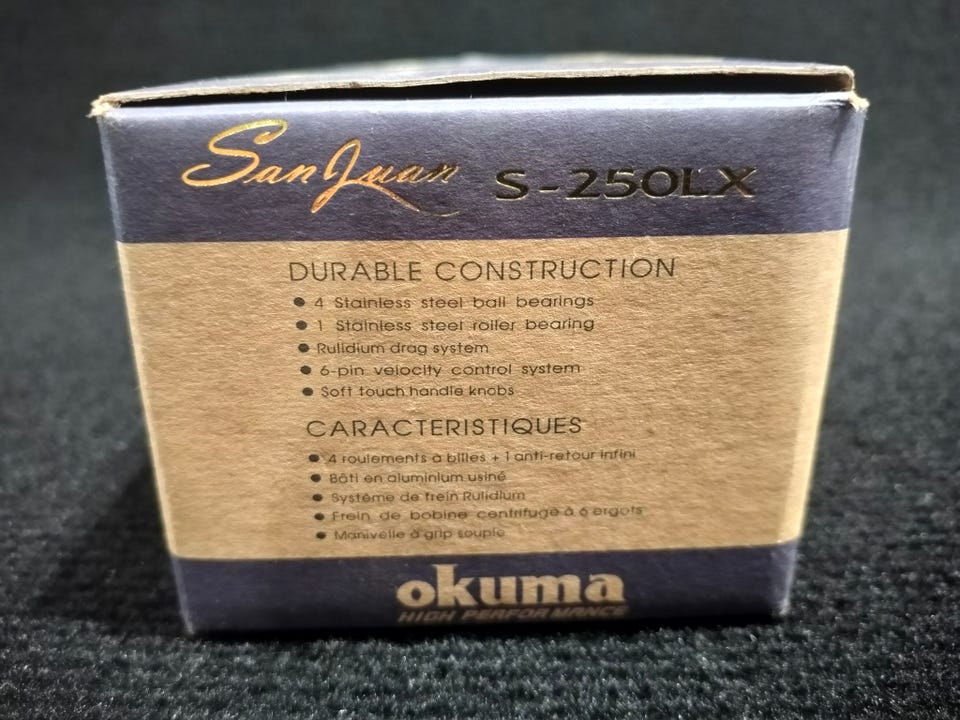 San Juan S-250LX
DURABLE CONSTRUCTION
● 4 Stainless steel ball bearings
● 1 Stainless steel roller bearing
● Rulidium drag system
● 6-pin velocity control system
● Soft touch handle knobs
CARACTERISTIQUES
● 4 roulements à billes + 1 anti-retour infini
● Bâti en aluminium usiné
● Système de frein Rulidium
● Frein de bobine centrifuge à 6 ergots
● Manivelle à grip souple
okuma
HIGH PERFORMANCE